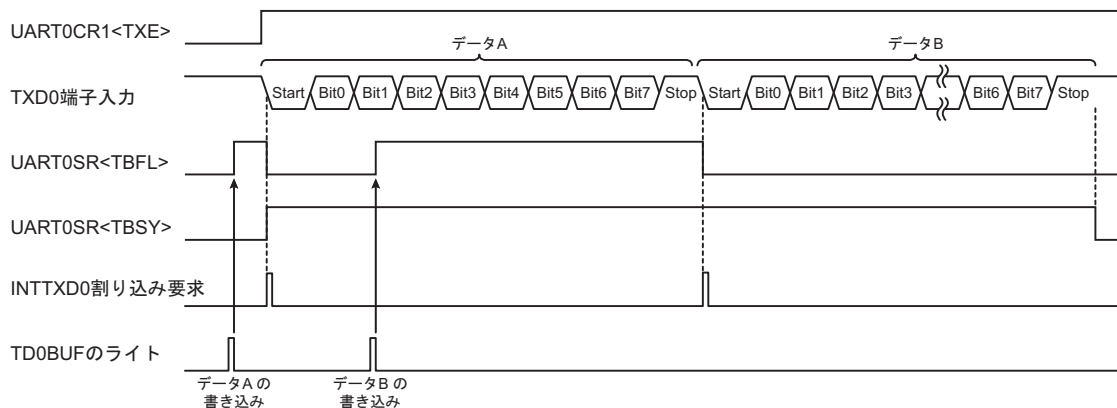 UART0CR1<TXE>
データA
データB
TXD0端子入力
Start Bit0 Bit1 Bit2 Bit3 Bit4 Bit5 Bit6 Bit7 Stop Start Bit0 Bit1 Bit2 Bit3 Bit6 Bit7 Stop
UART0SR<TBFL>
UART0SR<TBSY>
INTTXD0割り込み要求
TD0BUFのライト
データA の
書き込み
データB の
書き込み